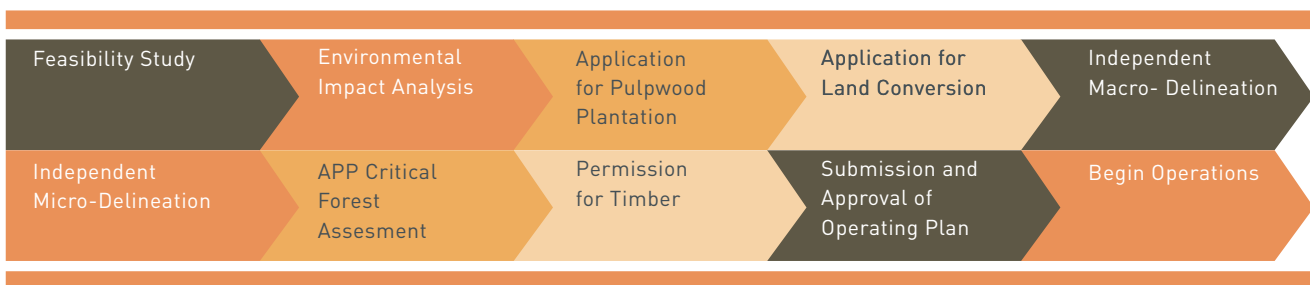 Feasibility Study
Environmental
Impact Analysis
Application
for Pulpwood
Plantation
Application for
Land Conversion
Independent
Macro- Delineation
Independent
Micro-Delineation
APP Critical
Forest
Assesment
Permission
for Timber
Submission and
Approval of
Operating Plan
Begin Operations